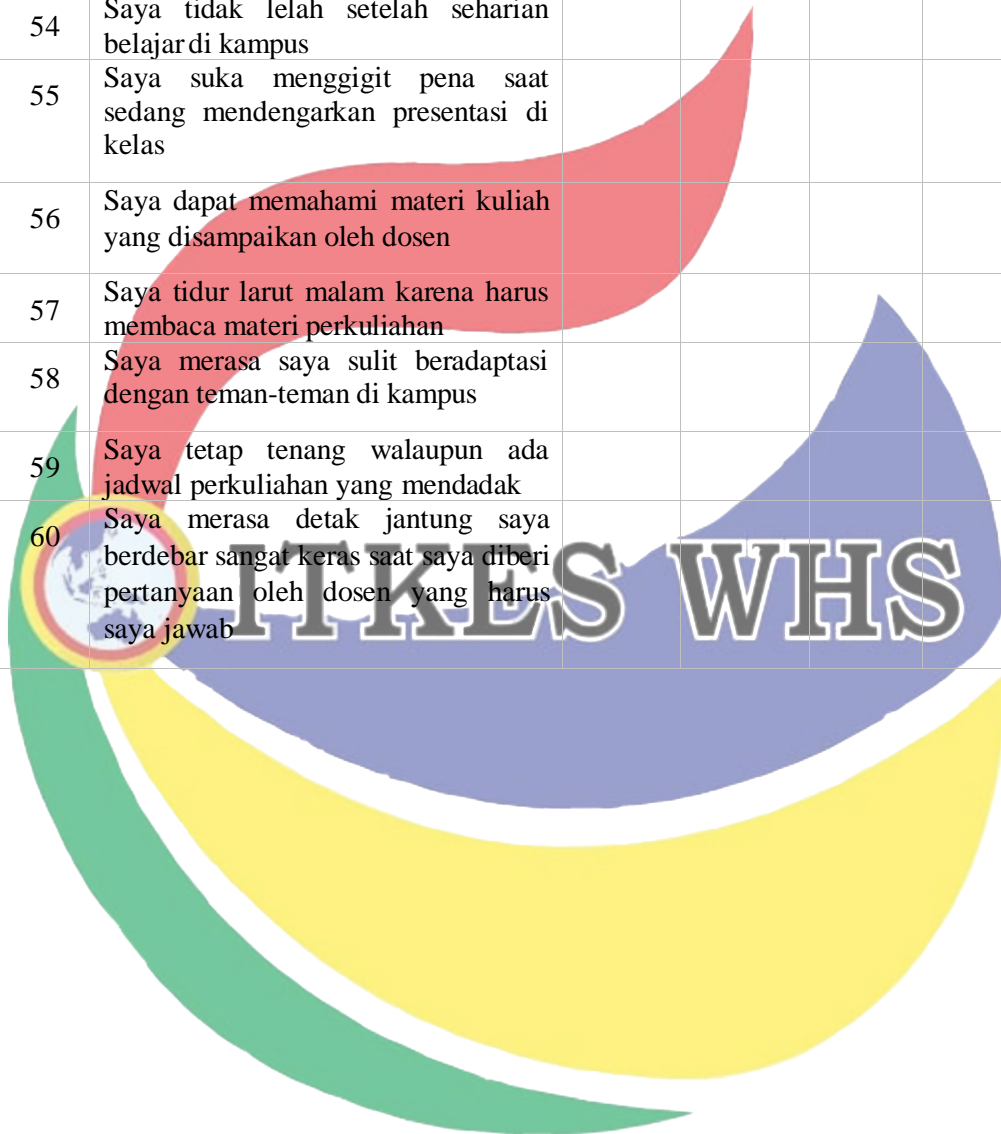 54 Saya tidak lelah setelah seharian
belajar di kampus
55 Saya suka menggigit pena saat
sedang mendengarkan presentasi di
kelas
56 Saya dapat memahami materi kuliah
yang disampaikan oleh dosen
57 Saya tidur larut malam karena harus
membaca materi perkuliahan
58 Saya merasa saya sulit beradaptasi
dengan teman-teman di kampus
59 Saya tetap tenang walaupun ada
jadwal perkuliahan yang mendadak
60 Saya merasa detak jantung saya
berdebar sangat keras saat saya diberi
pertanyaan oleh dosen yang harus
saya jawab
ITKES WHS